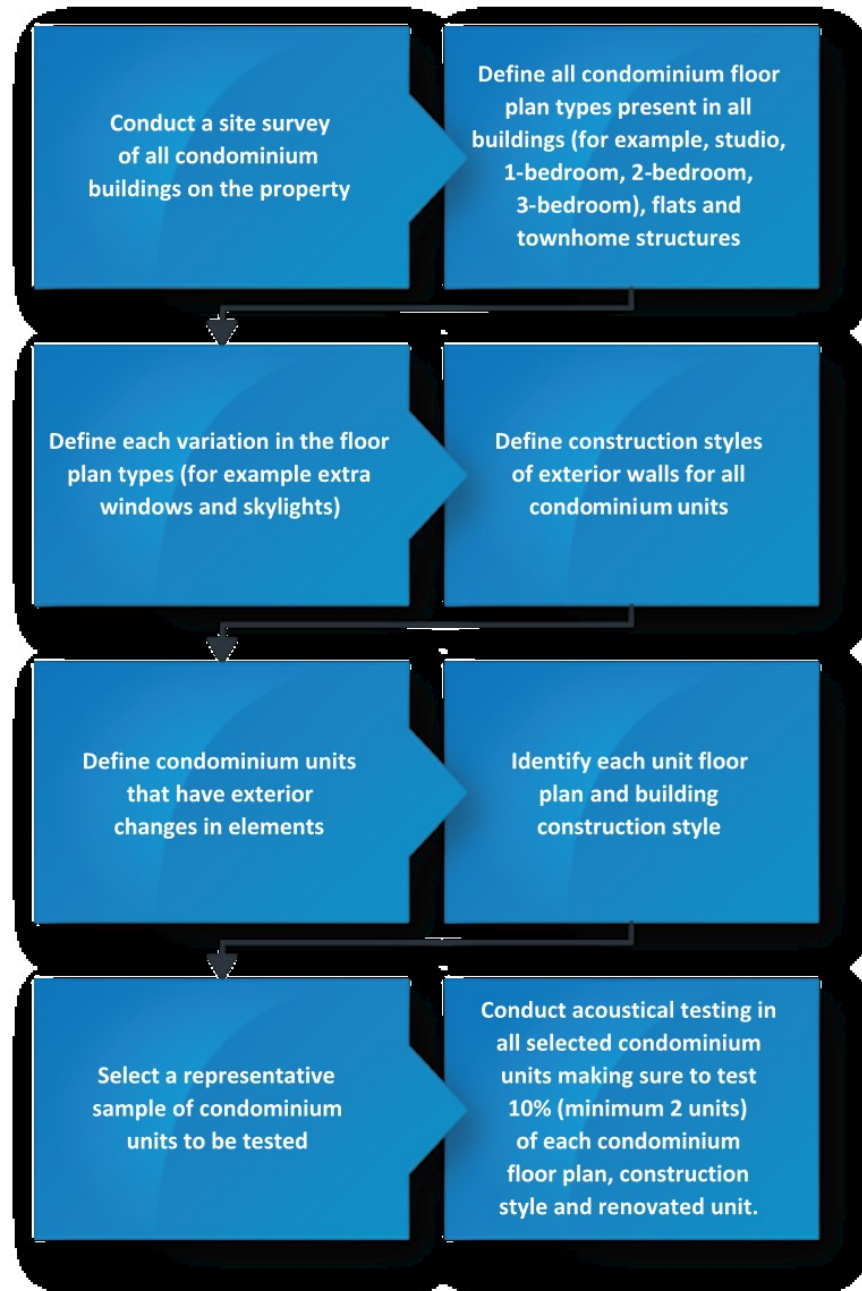 Conduct a site survey
of all condominium
buildings on the property
Define all condominium floor
plan types present in all
buildings (for example, studio,
1-bedroom, 2-bedroom,
3-bedroom), flats and
townhome structures
Define each variation in the floor
plan types (for example extra
windows and skylights)
Define construction styles
of exterior walls for all
condominium units
Define condominium units
that have exterior
changes in elements
Identify each unit floor
plan and building
construction style
Select a representative
sample of condominium
units to be tested
Conduct acoustical testing in
all selected condominium
units making sure to test
10% (minimum 2 units)
of each condominium
floor plan, construction
style and renovated unit.